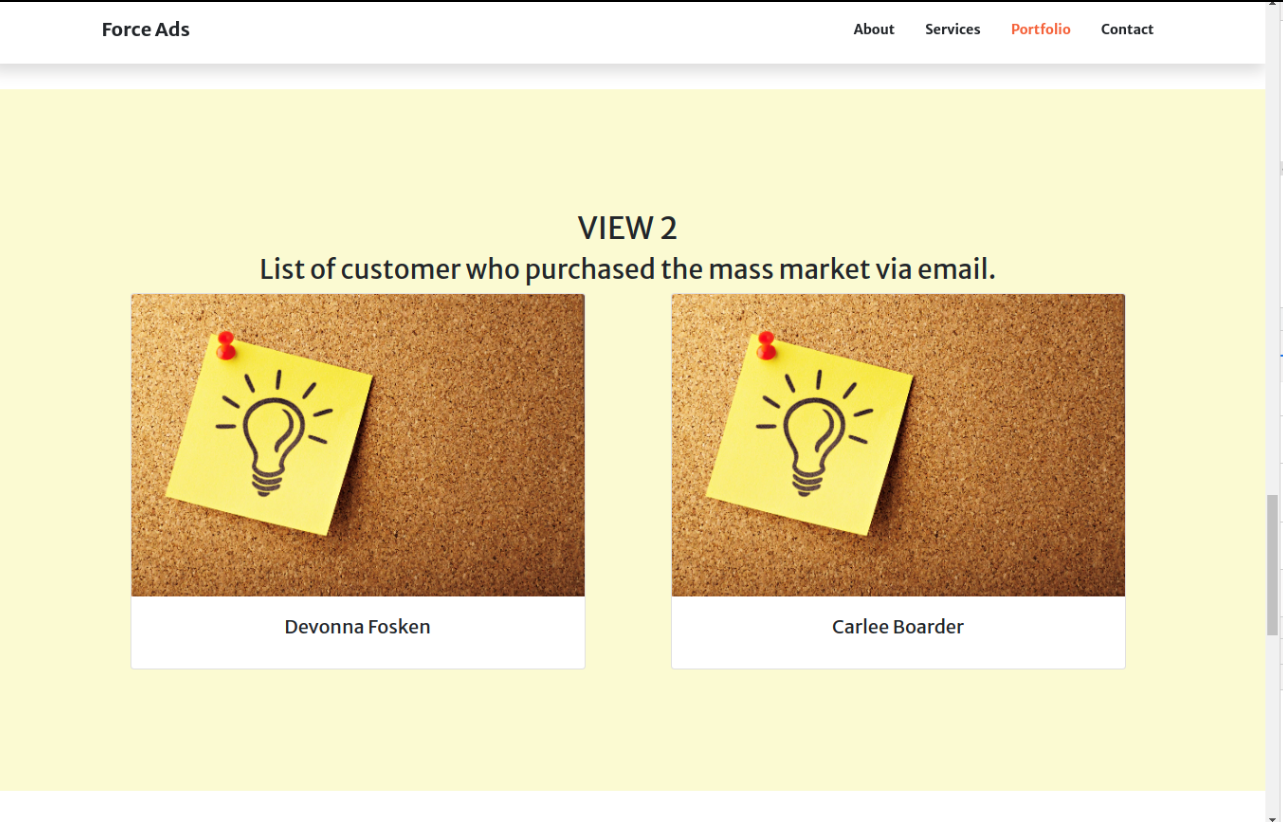 Force Ads
About Services Portfolio Contact
VIEW 2
List of customer who purchased the mass market via email.
Devonna Fosken
Carlee Boarder